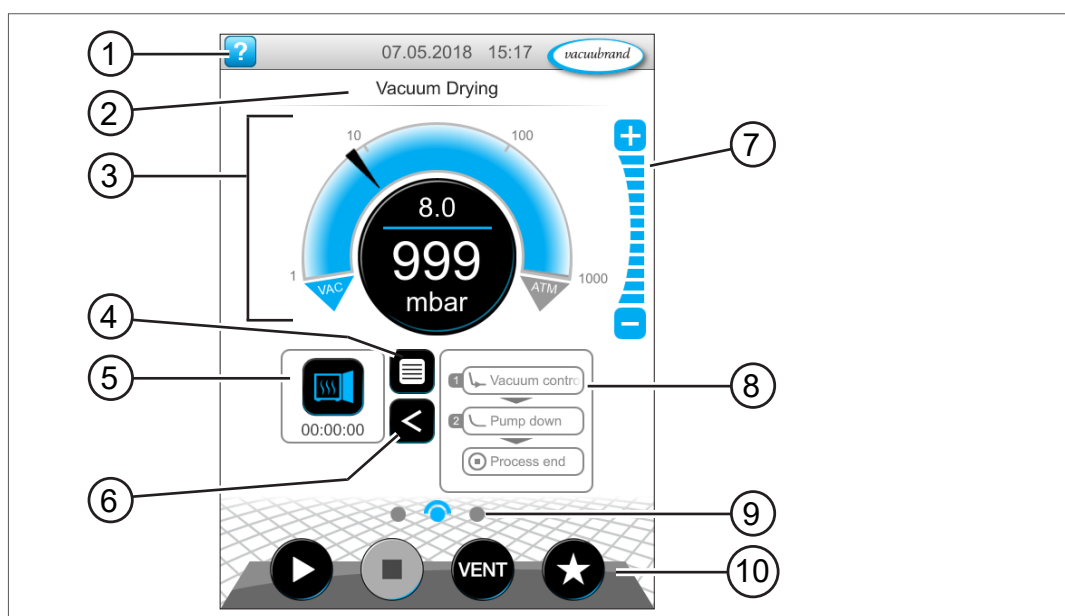 ? 07.05.2018 15:17 vacuubrand
Vacuum Drying
10 100
8.0
999
mbar
1 VAC ATM 1000
+
−
1 Vacuum contro
2 Pump down
Process end
00:00:00
<
VENT
1
2
3
4
5
6
7
8
9
10